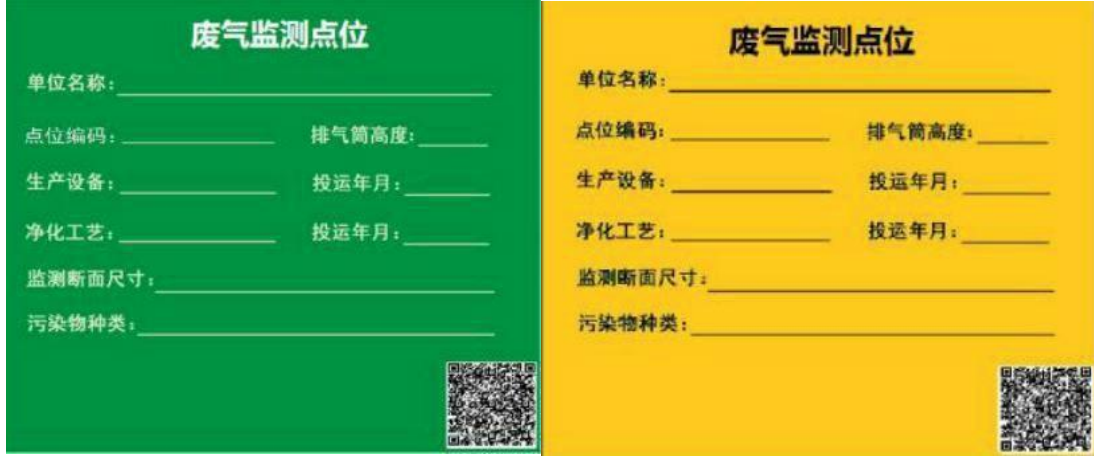 废气监测点位
单位名称：
点位编码： 排气筒高度：
生产设备： 投运年月：
净化工艺： 投运年月：
监测断面尺寸：
污染物种类：
废气监测点位
单位名称：
点位编码： 排气筒高度：
生产设备： 投运年月：
净化工艺： 投运年月：
监测断面尺寸：
污染物种类：